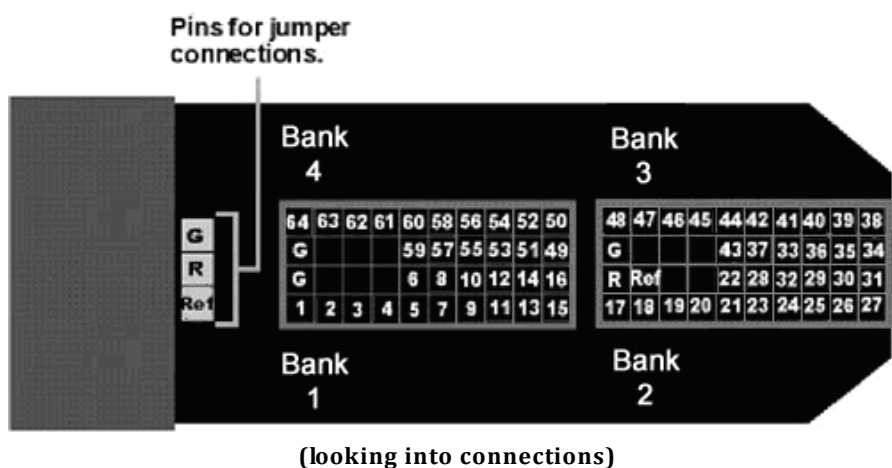 Pins for jumper
connections.
Bank
4
Bank
3
G
R
Ref
64 63 62 61 60 58 56 54 52 50
G 59 57 55 53 51 49
G 6 8 10 12 14 16
1 2 3 4 5 7 9 11 13 15
48 47 46 45 44 42 41 40 39 38
G 43 37 33 36 35 34
R Ref 22 28 32 29 30 31
17 18 19 20 21 23 24 25 26 27
Bank
1
Bank
2
(looking into connections)